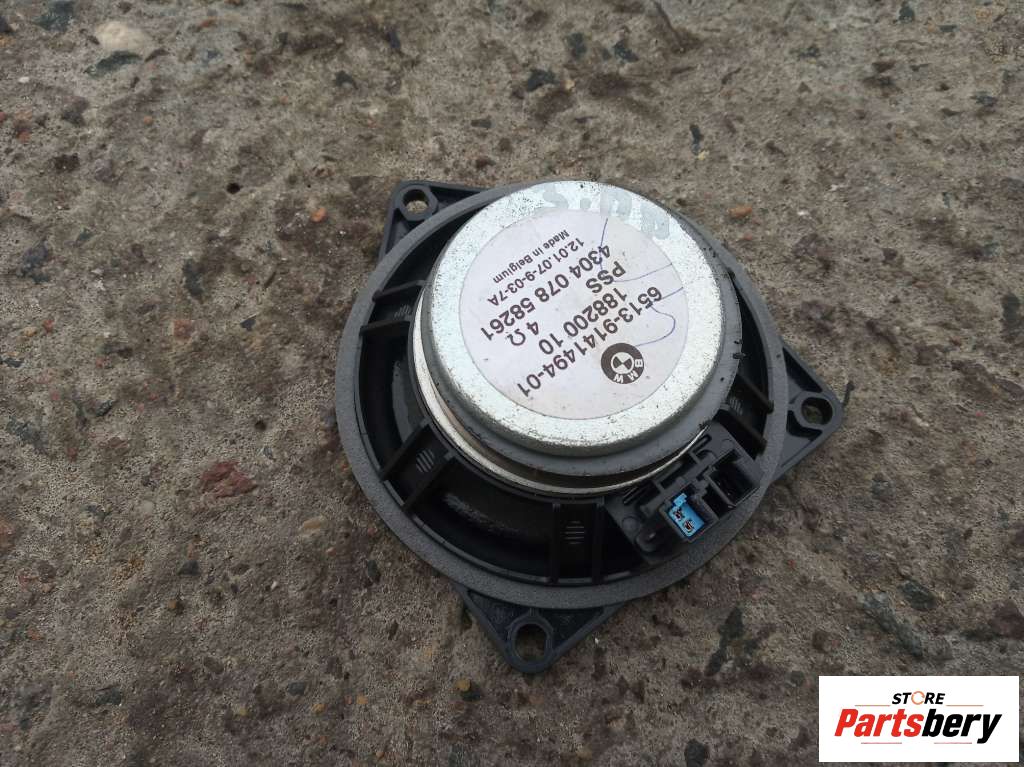 BMW
6513-9141494-01
188200 10
PSS 4 Ω
4304 078 58261
12.01.07-9-03-7A
Made in Belgium
STORE
Partsbery